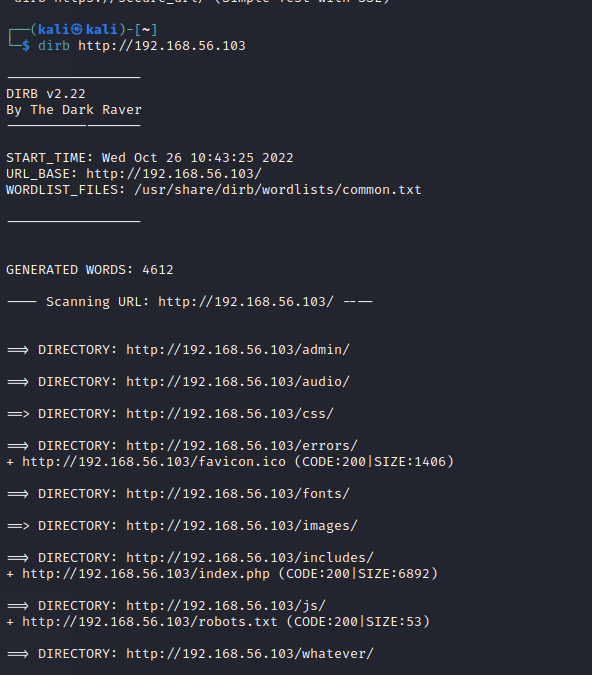 dirb https://secure_url/ (Simple Test with SSL)
┌──(kali㉿kali)-[~]
└─$ dirb http://192.168.56.103
-----------------
DIRB v2.22
By The Dark Raver
-----------------
START_TIME: Wed Oct 26 10:43:25 2022
URL_BASE: http://192.168.56.103/
WORDLIST_FILES: /usr/share/dirb/wordlists/common.txt
-----------------
GENERATED WORDS: 4612
---- Scanning URL: http://192.168.56.103/ ----
==> DIRECTORY: http://192.168.56.103/admin/
==> DIRECTORY: http://192.168.56.103/audio/
==> DIRECTORY: http://192.168.56.103/css/
==> DIRECTORY: http://192.168.56.103/errors/
+ http://192.168.56.103/favicon.ico (CODE:200|SIZE:1406)
==> DIRECTORY: http://192.168.56.103/fonts/
==> DIRECTORY: http://192.168.56.103/images/
==> DIRECTORY: http://192.168.56.103/includes/
+ http://192.168.56.103/index.php (CODE:200|SIZE:6892)
==> DIRECTORY: http://192.168.56.103/js/
+ http://192.168.56.103/robots.txt (CODE:200|SIZE:53)
==> DIRECTORY: http://192.168.56.103/whatever/